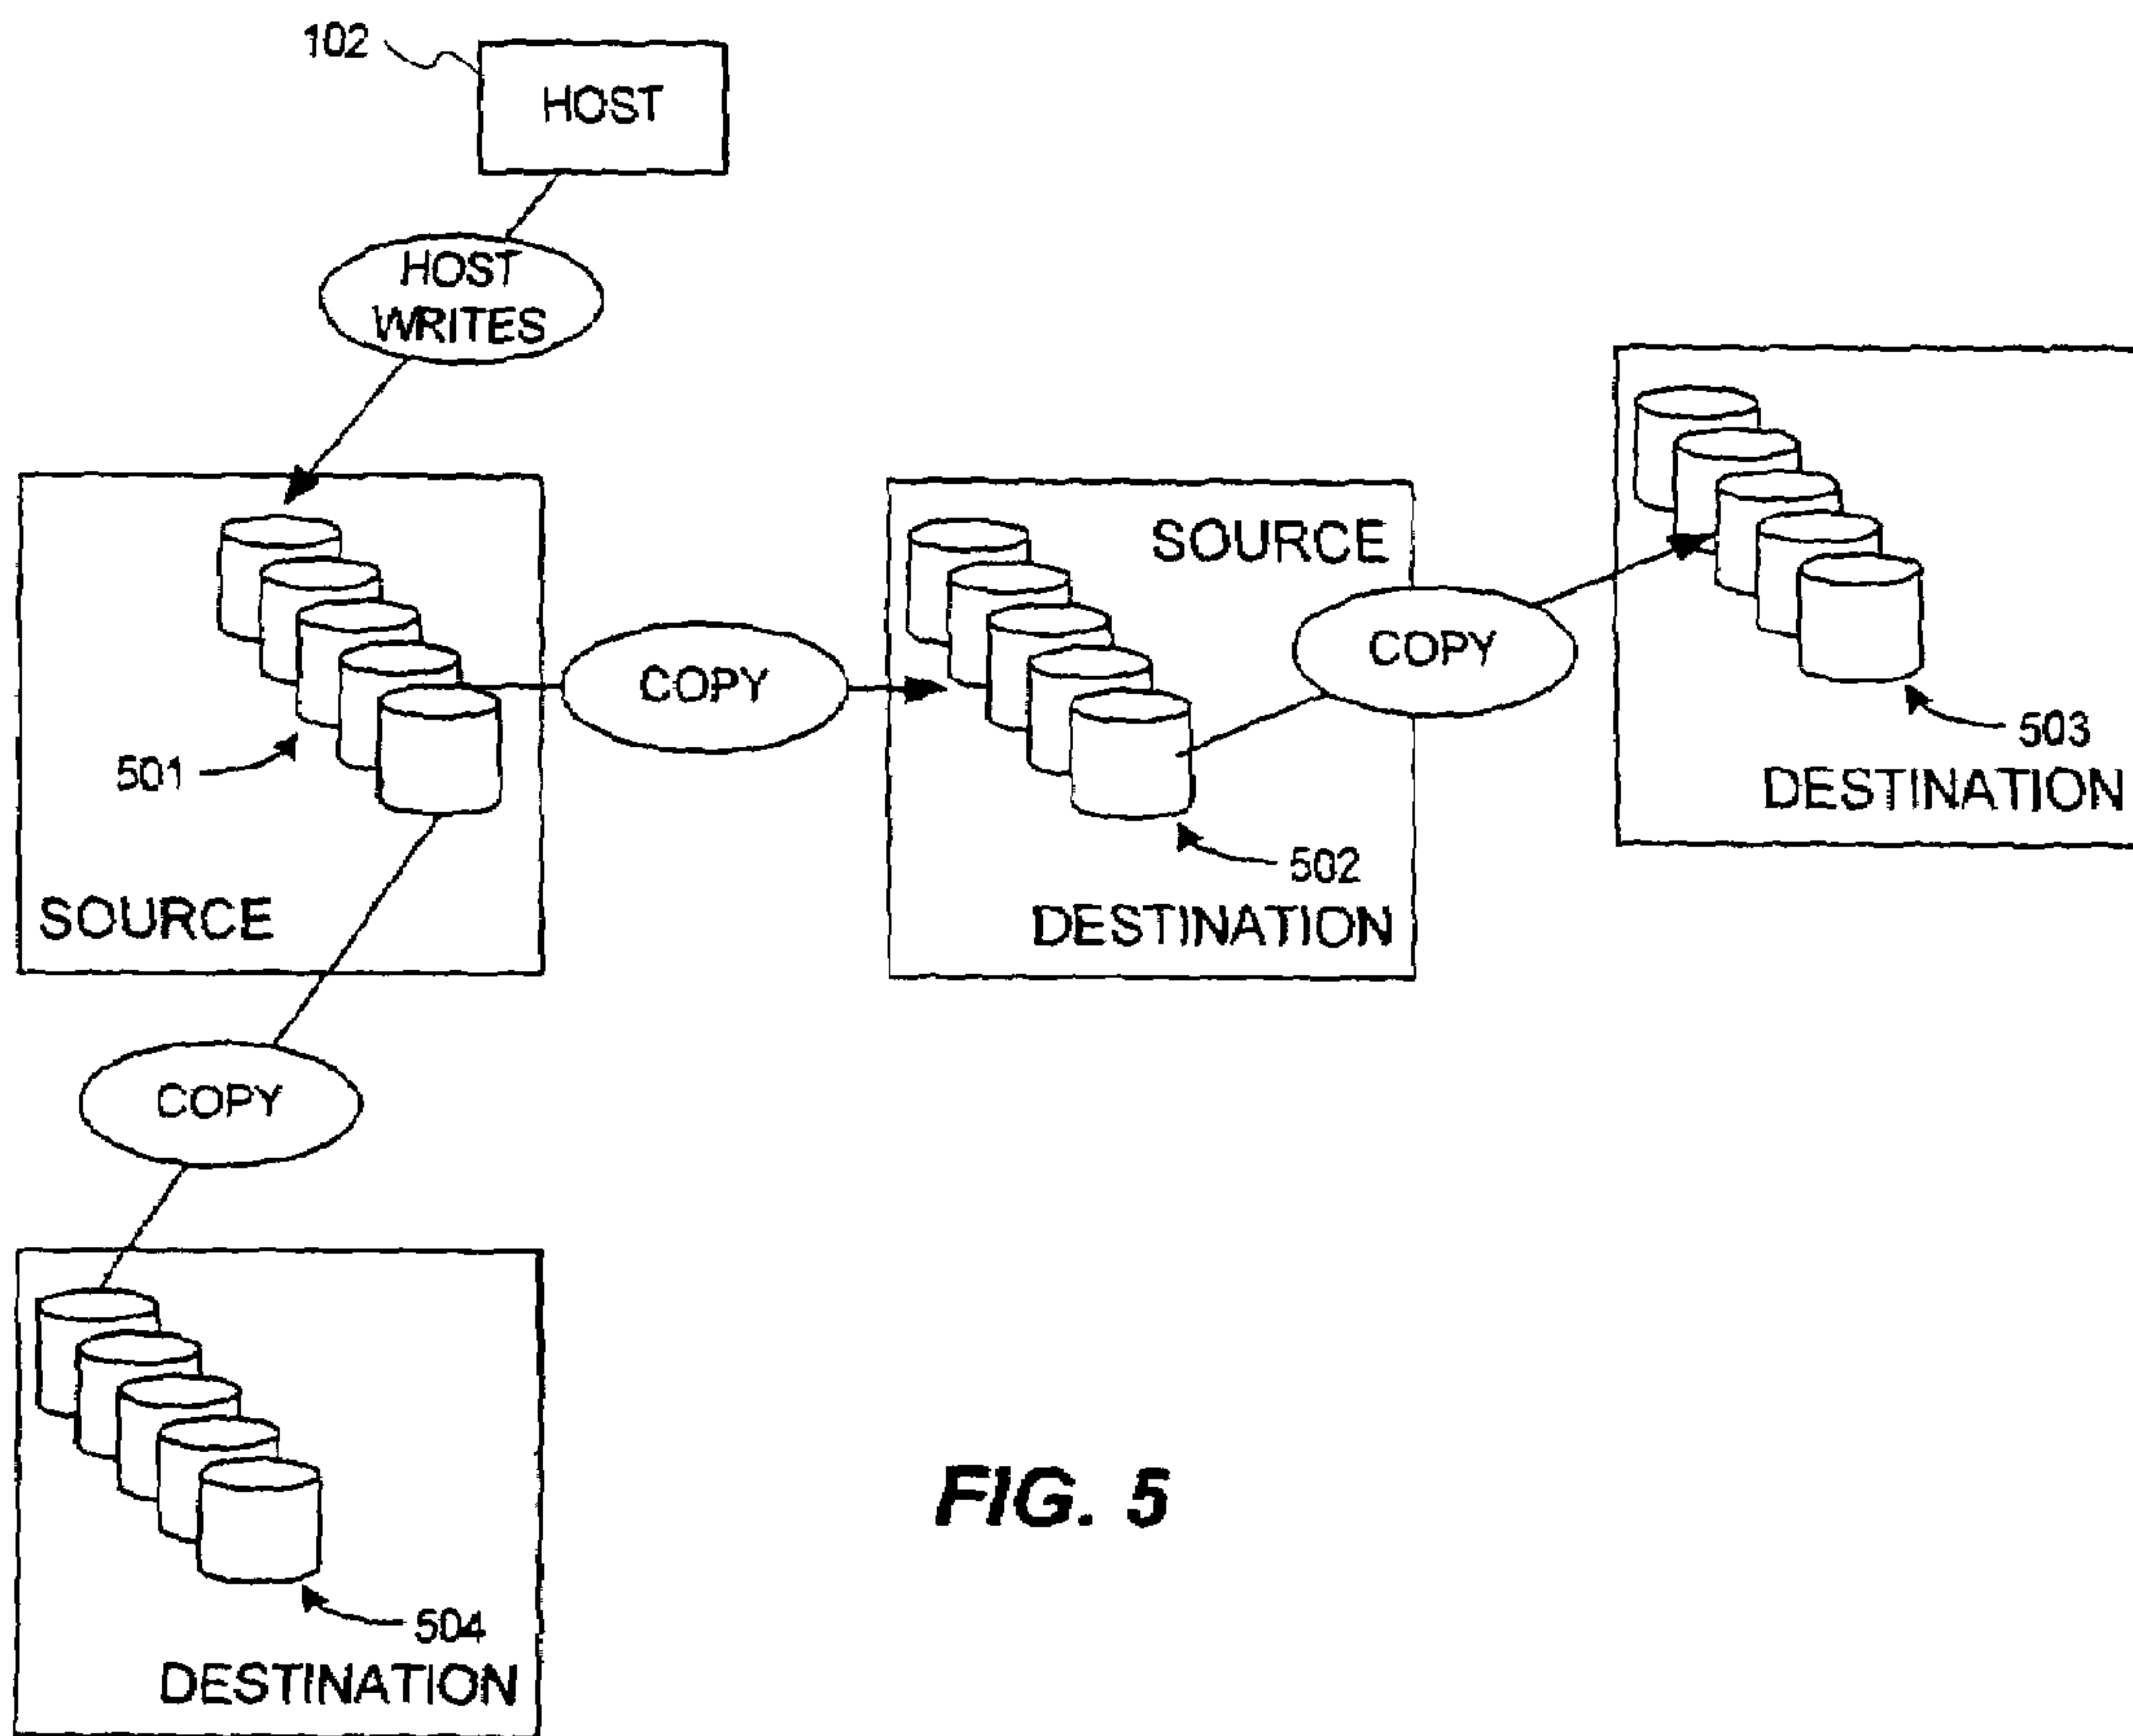 102
HOST
HOST
WRITES
SOURCE
COPY
COPY
501
503
DESTINATION
502
SOURCE
DESTINATION
COPY
504
DESTINATION
FIG. 5